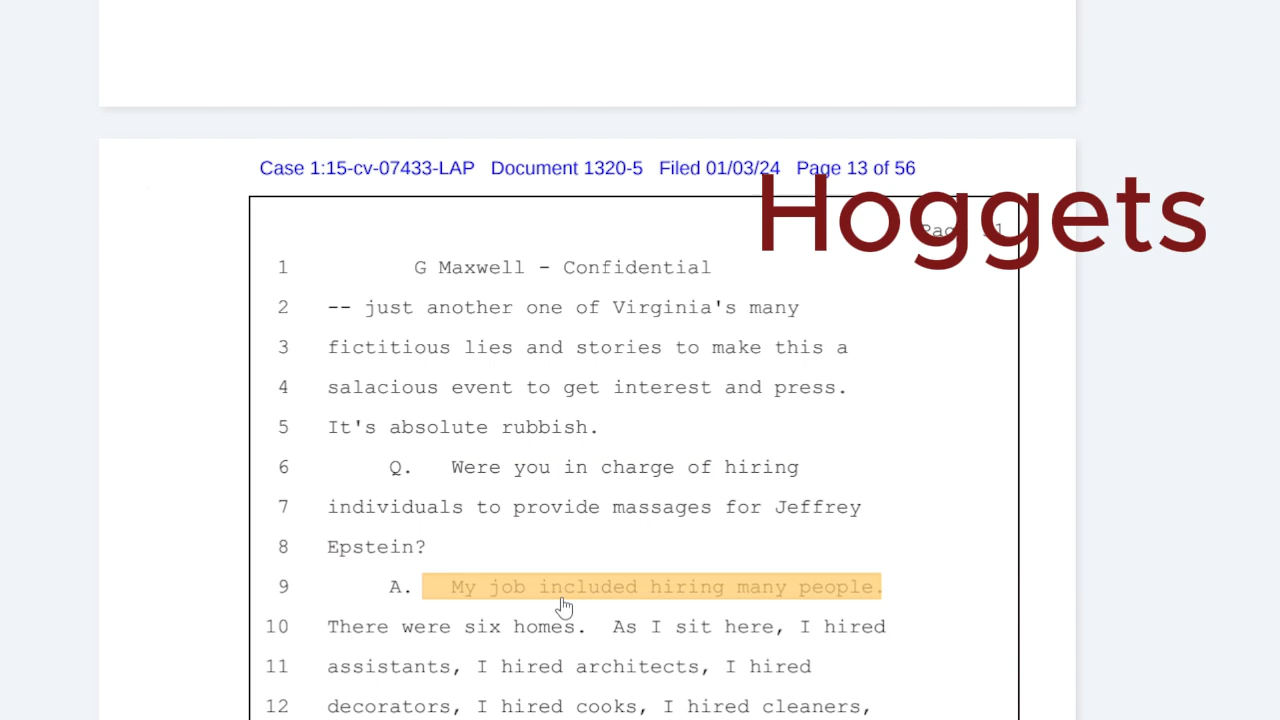 Case 1:15-cv-07433-LAP Document 1320-5 Filed 01/03/24 Page 13 of 56
Hoggets
1 G Maxwell - Confidential
2 -- just another one of Virginia's many
3 fictitious lies and stories to make this a
4 salacious event to get interest and press.
5 It's absolute rubbish.
6 Q. Were you in charge of hiring
7 individuals to provide massages for Jeffrey
8 Epstein?
9 A. My job included hiring many people.
10 There were six homes. As I sit here, I hired
11 assistants, I hired architects, I hired
12 decorators, I hired cooks, I hired cleaners,